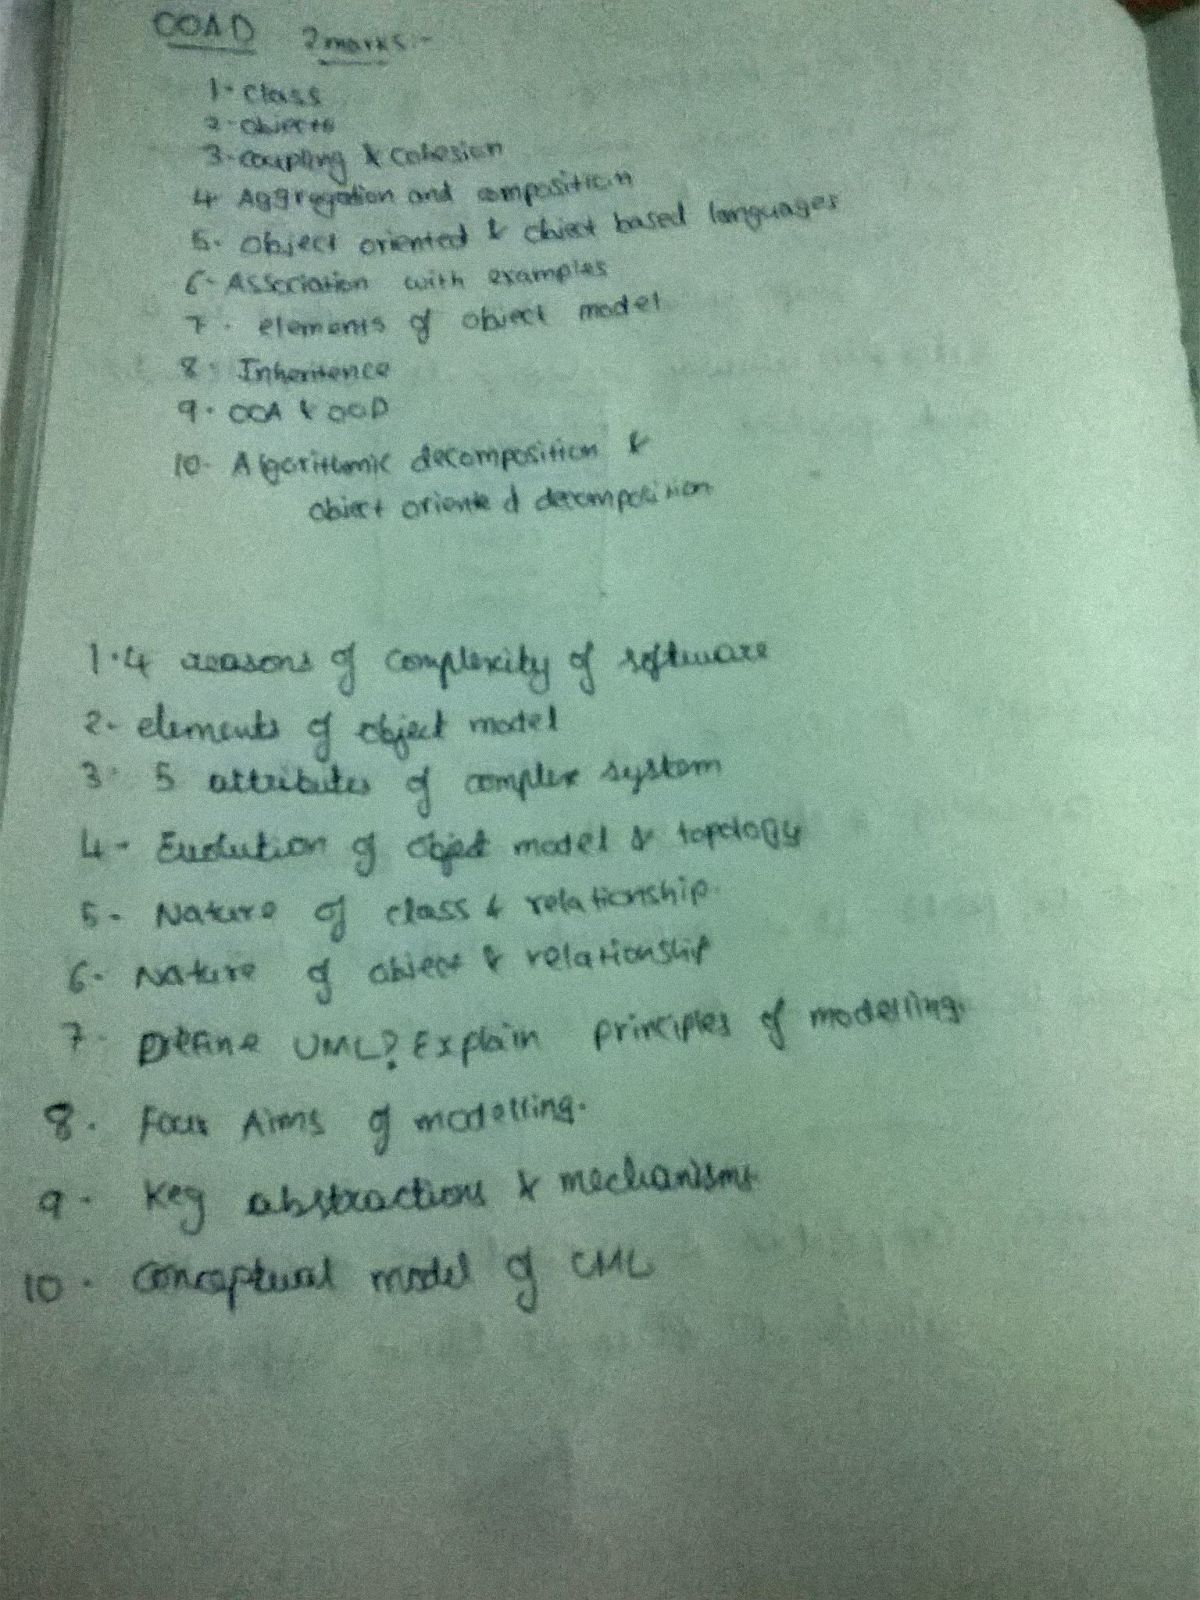 OOAD 2marks:-
1. Class
2. objects
3. coupling & cohesion
4. Aggregation and composition
5. Object oriented & object based languages
6. Association with examples
7. elements of object model
8. Inheritence
9. OOA & OOD
10. Algorithmic decomposition &
object oriented decomposition
1. 4 reasons of complexity of software
2. elements of object model
3. 5 attributes of complex system
4. Evolution of object model & topology
5. Nature of class & relationship.
6. Nature of object & relationship
7. Define UML? Explain principles of modelling.
8. Four Aims of modelling.
9. Key abstractions & mechanisms.
10. Conceptual model of UML